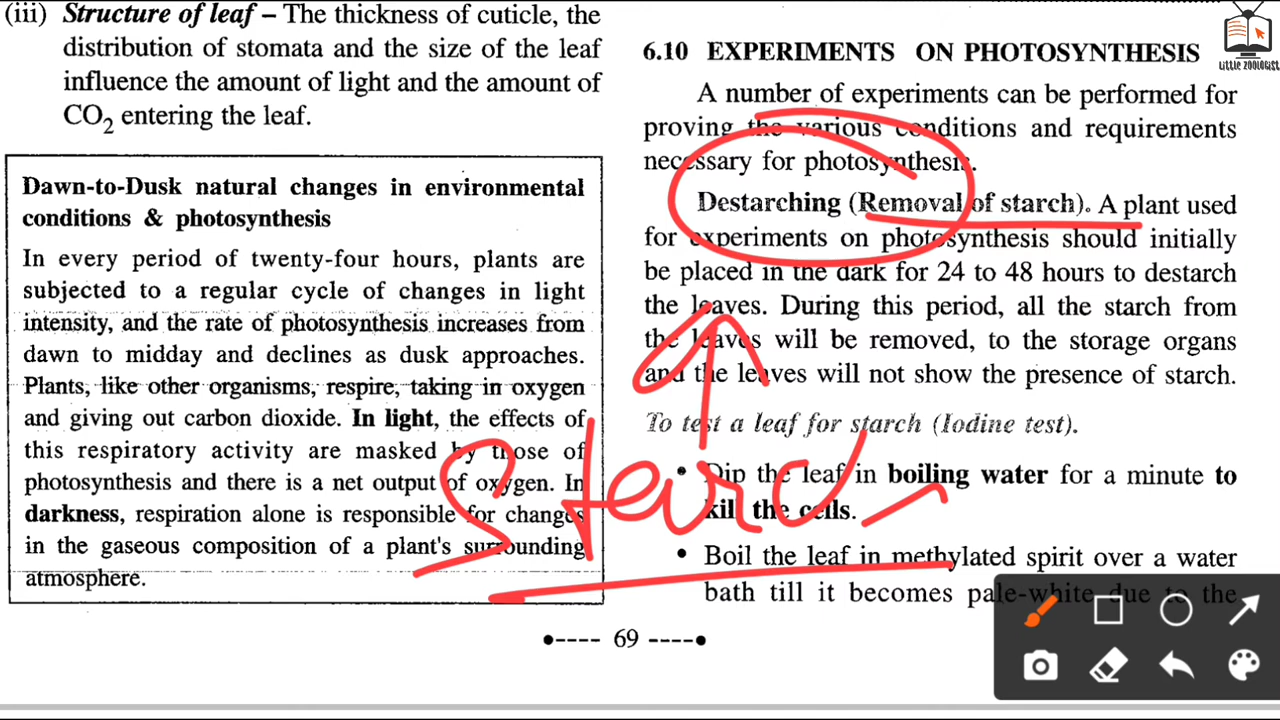 (iii) Structure of leaf – The thickness of cuticle, the
distribution of stomata and the size of the leaf
influence the amount of light and the amount of
CO₂ entering the leaf.
Dawn-to-Dusk natural changes in environmental
conditions & photosynthesis
In every period of twenty-four hours, plants are
subjected to a regular cycle of changes in light
intensity, and the rate of photosynthesis increases from
dawn to midday and declines as dusk approaches.
Plants, like other organisms, respire, taking in oxygen
and giving out carbon dioxide. In light, the effects of
this respiratory activity are masked by those of
photosynthesis and there is a net output of oxygen. In
darkness, respiration alone is responsible for changes
in the gaseous composition of a plant's surrounding
atmosphere.
6.10 EXPERIMENTS ON PHOTOSYNTHESIS
A number of experiments can be performed for
proving the various conditions and requirements
necessary for photosynthesis.
Destarching (Removal of starch). A plant used
for experiments on photosynthesis should initially
be placed in the dark for 24 to 48 hours to destarch
the leaves. During this period, all the starch from
the leaves will be removed, to the storage organs
and the leaves will not show the presence of starch.
To test a leaf for starch (Iodine test).
• Dip the leaf in boiling water for a minute to
kill the cells.
• Boil the leaf in methylated spirit over a water
bath till it becomes pale-white due to the
•---- 69 ----•
LITTLE ZOOLOGIST